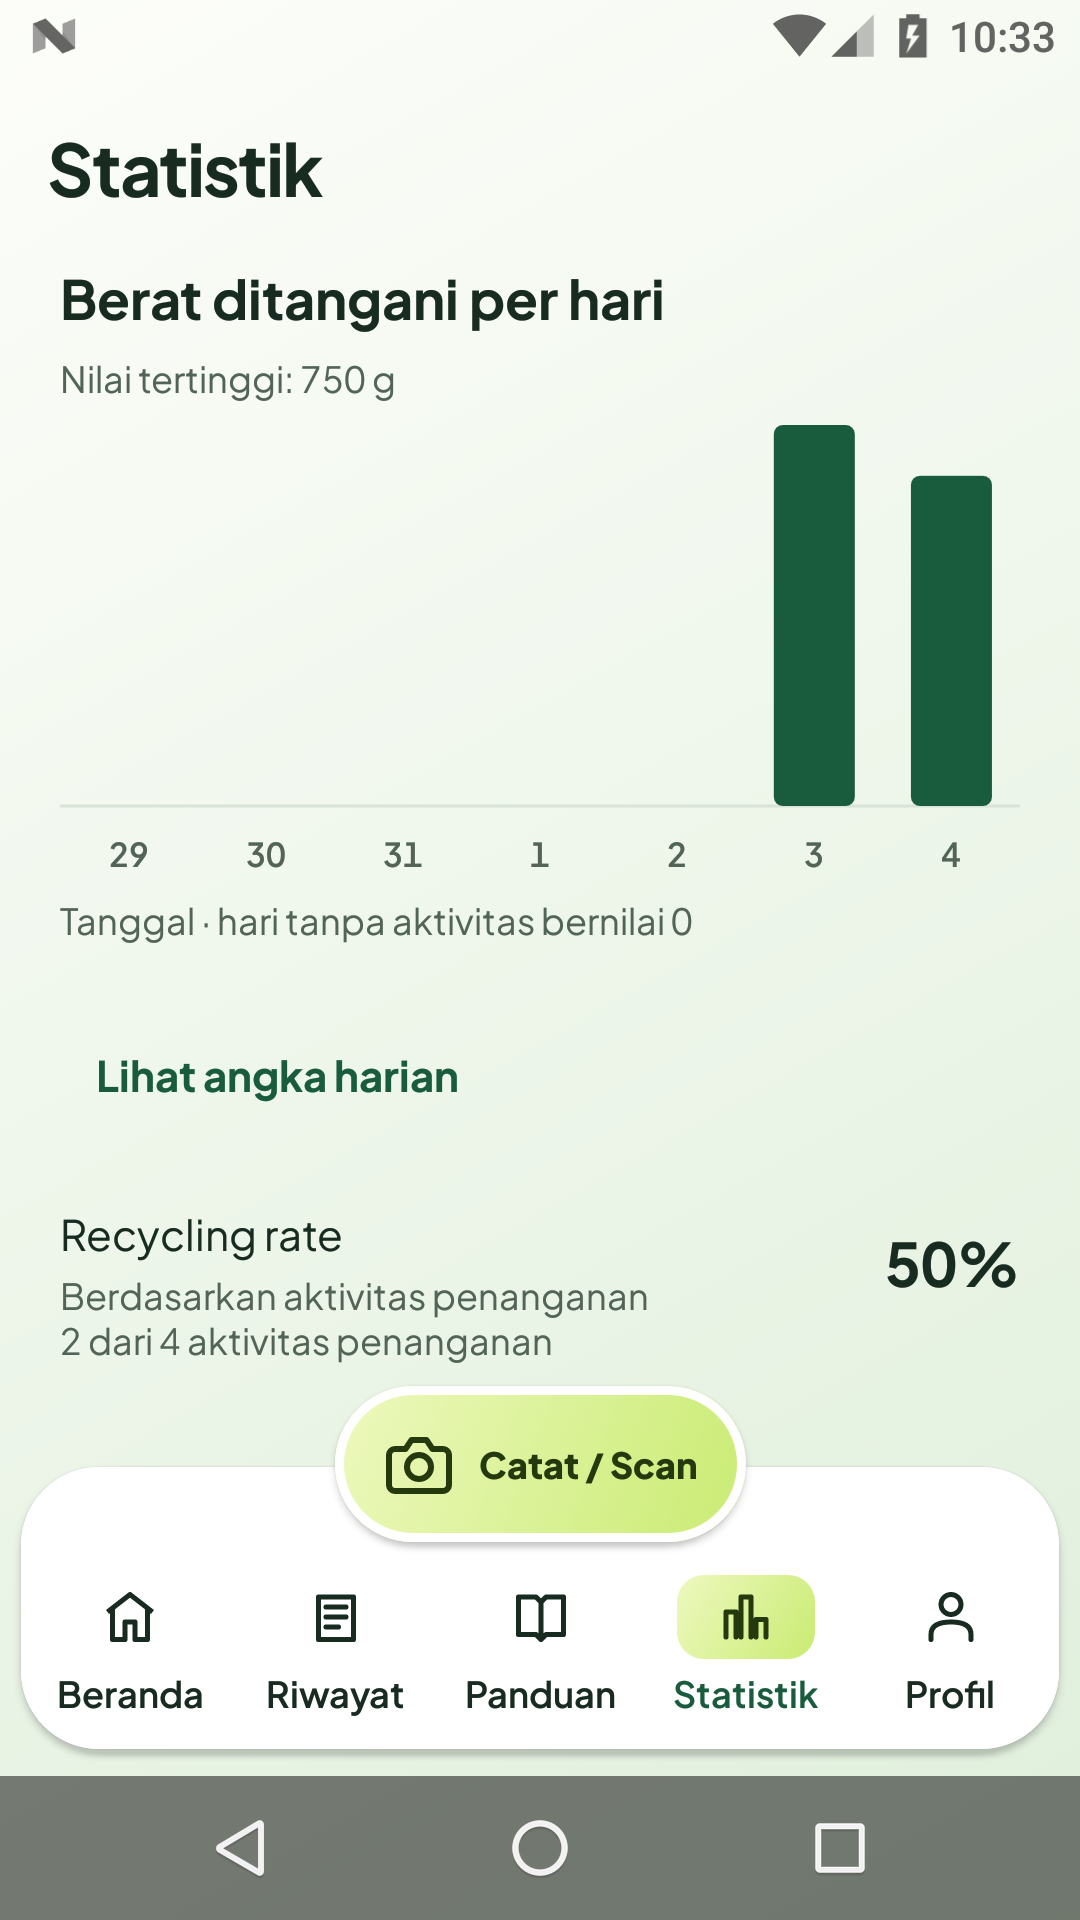 10:33
Statistik
Berat ditangani per hari
Nilai tertinggi: 750 g
29 30 31 1 2 3 4
Tanggal · hari tanpa aktivitas bernilai 0
Lihat angka harian
Recycling rate
50%
Berdasarkan aktivitas penanganan
2 dari 4 aktivitas penanganan
Catat / Scan
Beranda Riwayat Panduan Statistik Profil